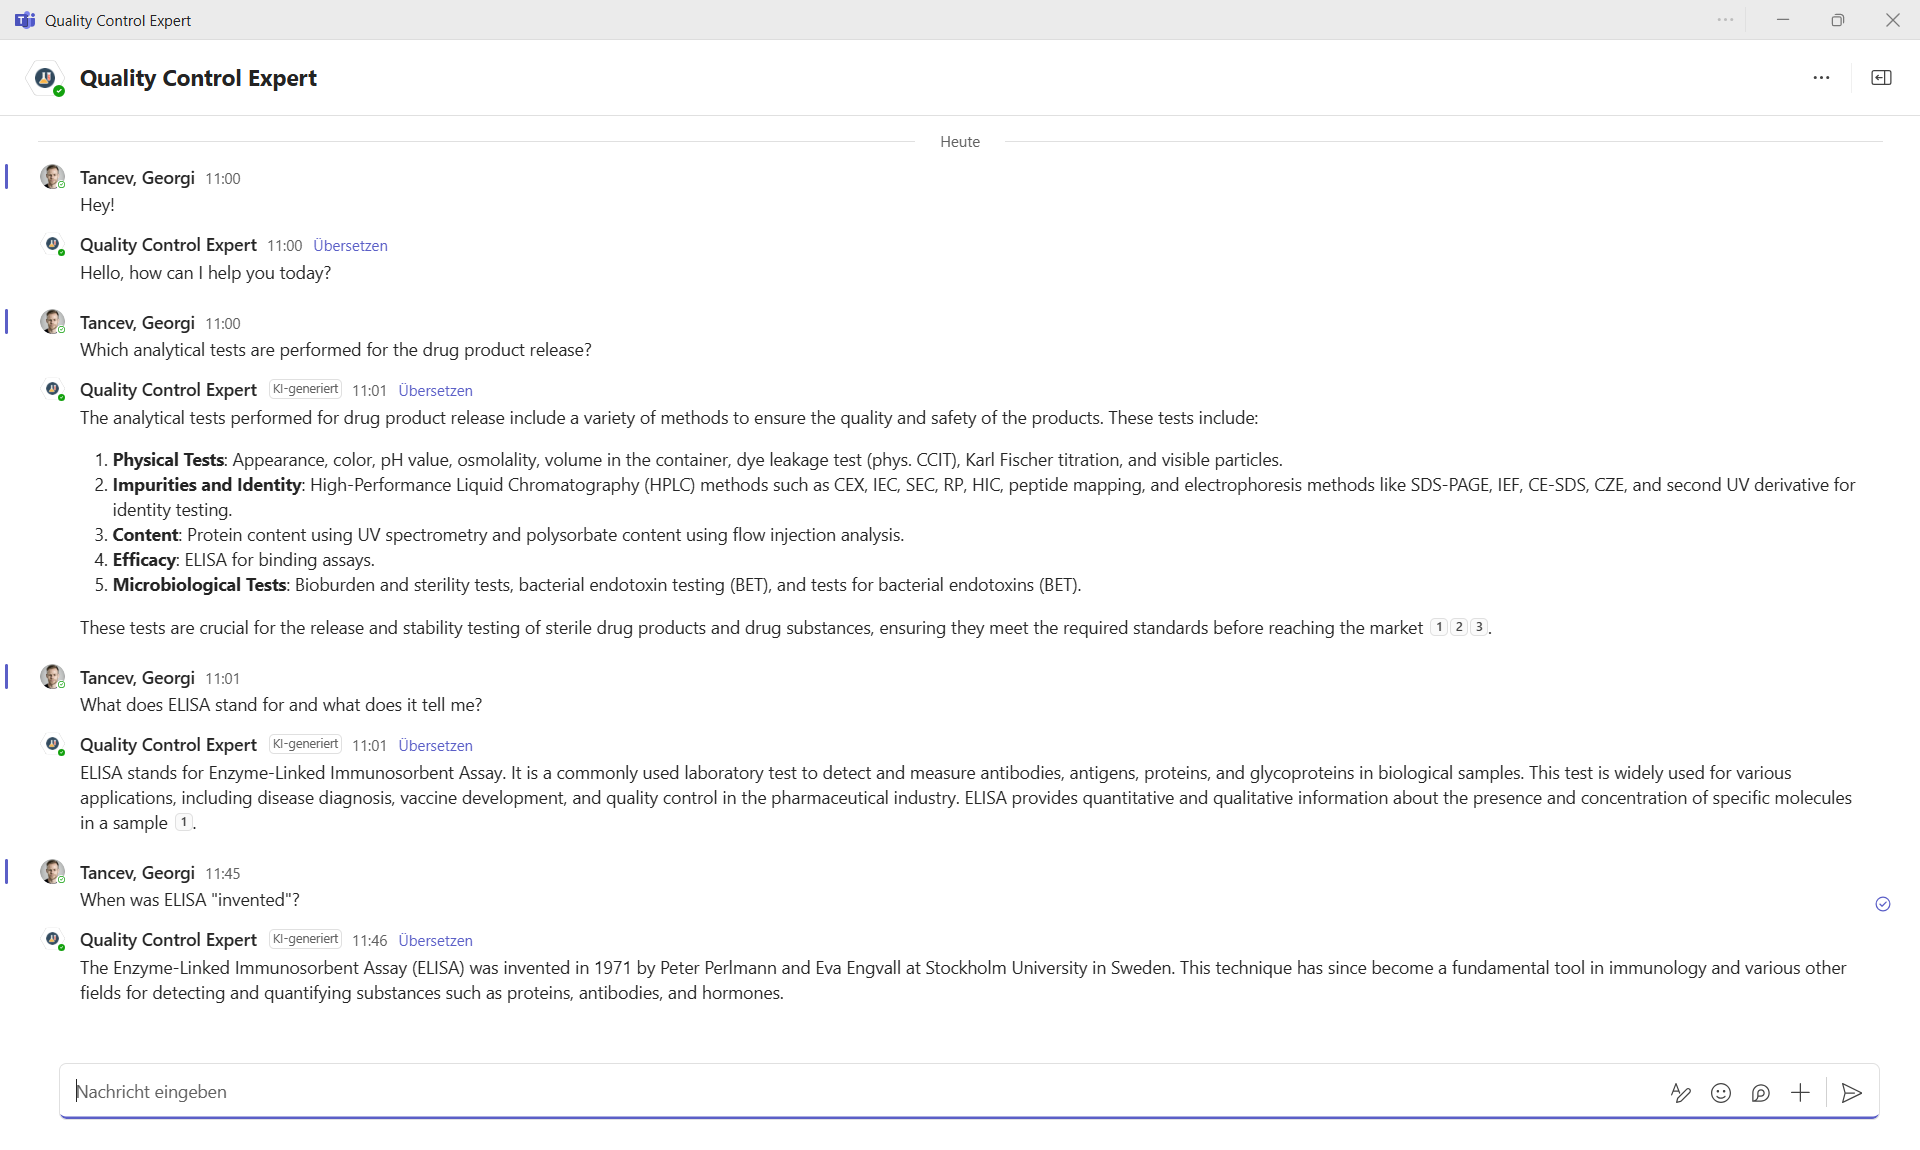 Quality Control Expert
Quality Control Expert
Heute
Tancev, Georgi 11:00
Hey!
Quality Control Expert 11:00 Übersetzen
Hello, how can I help you today?
Tancev, Georgi 11:00
Which analytical tests are performed for the drug product release?
Quality Control Expert KI-generiert 11:01 Übersetzen
The analytical tests performed for drug product release include a variety of methods to ensure the quality and safety of the products. These tests include:
1. Physical Tests: Appearance, color, pH value, osmolality, volume in the container, dye leakage test (phys. CCIT), Karl Fischer titration, and visible particles.
2. Impurities and Identity: High-Performance Liquid Chromatography (HPLC) methods such as CEX, IEC, SEC, RP, HIC, peptide mapping, and electrophoresis methods like SDS-PAGE, IEF, CE-SDS, CZE, and second UV derivative for
identity testing.
3. Content: Protein content using UV spectrometry and polysorbate content using flow injection analysis.
4. Efficacy: ELISA for binding assays.
5. Microbiological Tests: Bioburden and sterility tests, bacterial endotoxin testing (BET), and tests for bacterial endotoxins (BET).
These tests are crucial for the release and stability testing of sterile drug products and drug substances, ensuring they meet the required standards before reaching the market 1 2 3.
Tancev, Georgi 11:01
What does ELISA stand for and what does it tell me?
Quality Control Expert KI-generiert 11:01 Übersetzen
ELISA stands for Enzyme-Linked Immunosorbent Assay. It is a commonly used laboratory test to detect and measure antibodies, antigens, proteins, and glycoproteins in biological samples. This test is widely used for various
applications, including disease diagnosis, vaccine development, and quality control in the pharmaceutical industry. ELISA provides quantitative and qualitative information about the presence and concentration of specific molecules
in a sample 1.
Tancev, Georgi 11:45
When was ELISA "invented"?
Quality Control Expert KI-generiert 11:46 Übersetzen
The Enzyme-Linked Immunosorbent Assay (ELISA) was invented in 1971 by Peter Perlmann and Eva Engvall at Stockholm University in Sweden. This technique has since become a fundamental tool in immunology and various other
fields for detecting and quantifying substances such as proteins, antibodies, and hormones.
Nachricht eingeben